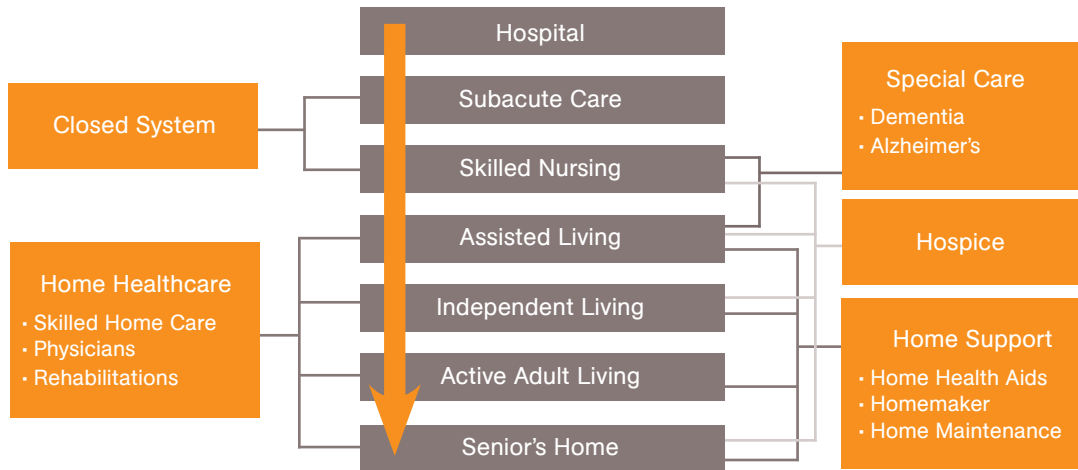 Hospital
Subacute Care
Skilled Nursing
Assisted Living
Independent Living
Active Adult Living
Senior's Home
Closed System
Home Healthcare
· Skilled Home Care
· Physicians
· Rehabilitations
Special Care
· Dementia
· Alzheimer's
Hospice
Home Support
· Home Health Aids
· Homemaker
· Home Maintenance